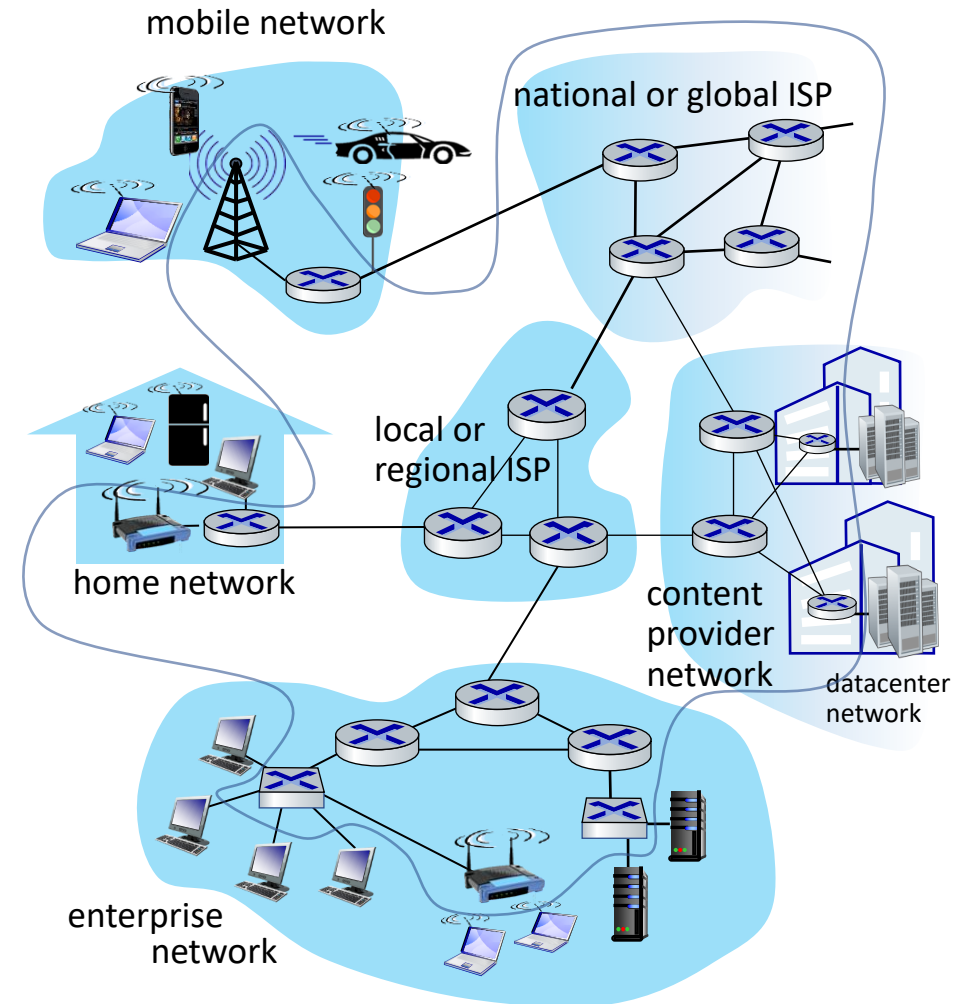 mobile network
national or global ISP
local or
regional ISP
home network
content
provider
network
datacenter
network
enterprise
network